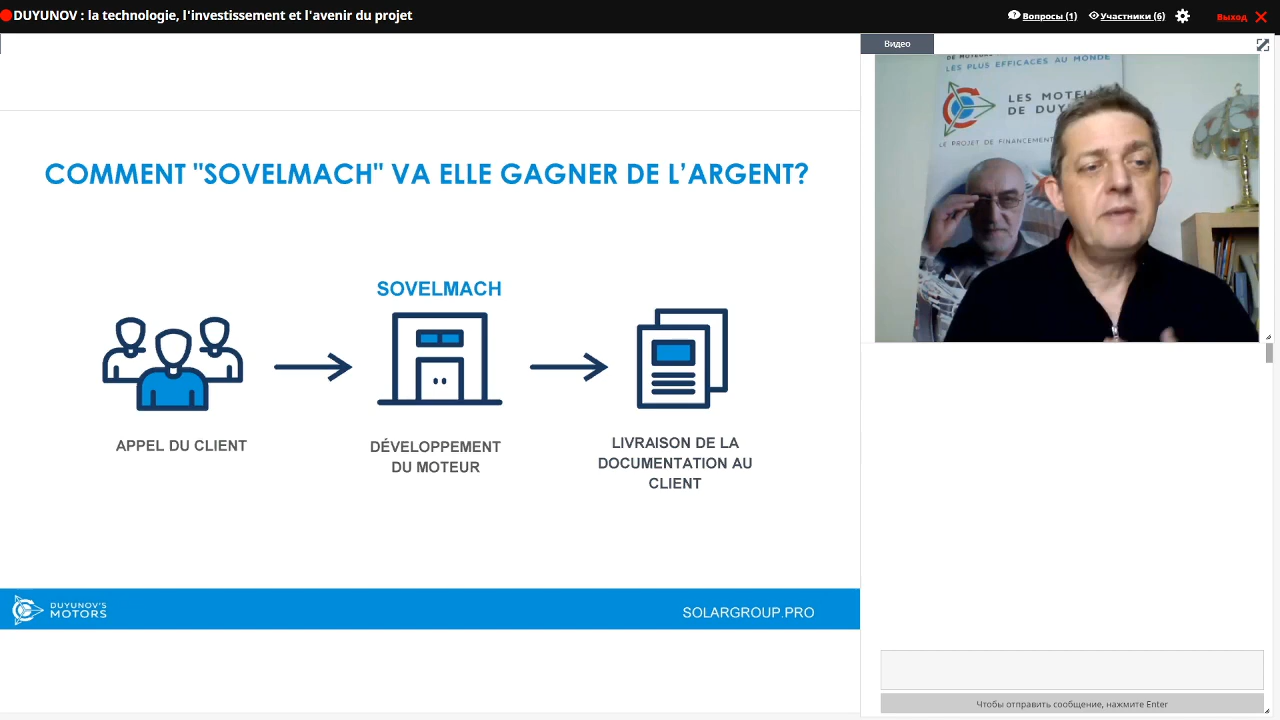 DUYUNOV : la technologie, l'investissement et l'avenir du projet
Вопросы (1)
Участники (6)
Выход
COMMENT "SOVELMACH" VA ELLE GAGNER DE L’ARGENT?
APPEL DU CLIENT
SOVELMACH
DÉVELOPPEMENT
DU MOTEUR
LIVRAISON DE LA
DOCUMENTATION AU
CLIENT
DUYUNOV'S
MOTORS
SOLARGROUP.PRO
Видео
LES PLUS EFFICACES AU MONDE
LES MOTEU
DE DUY
LE PROJET DE FINANCEMENT
Чтобы отправить сообщение, нажмите Enter